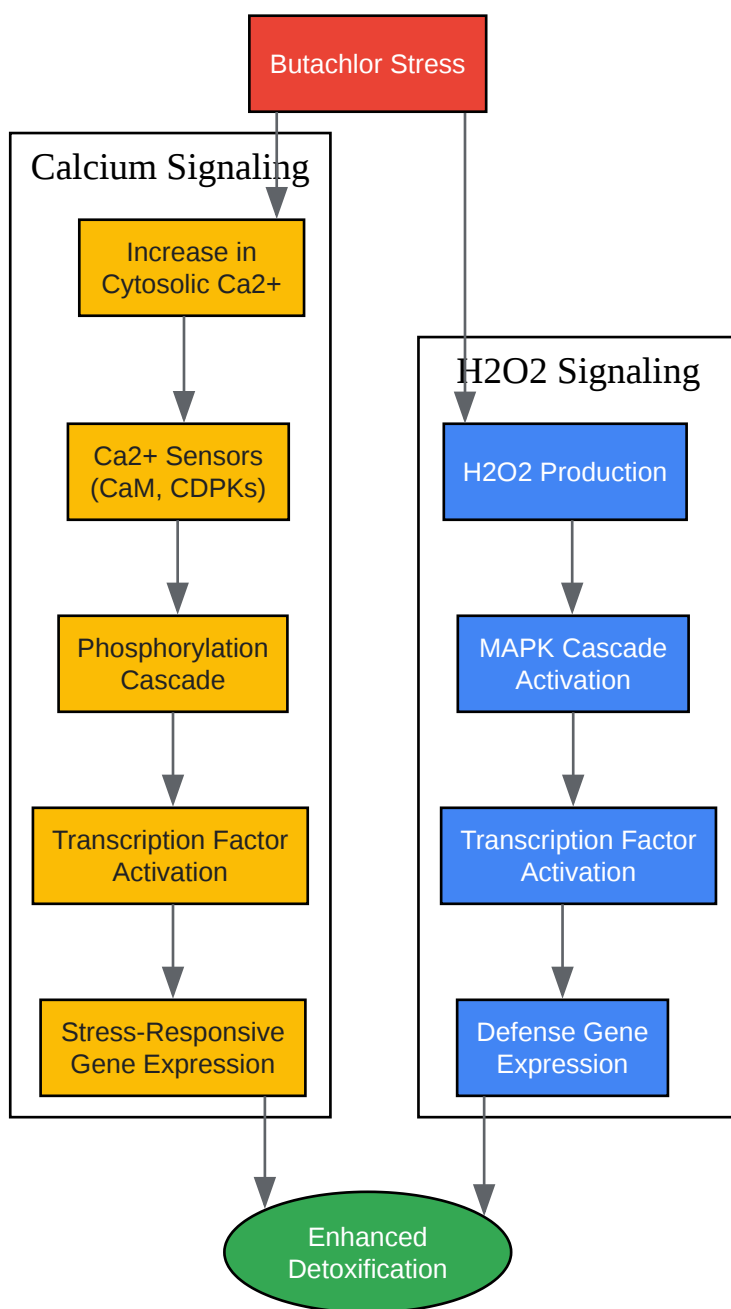 Butachlor Stress
Calcium Signaling
Increase in
Cytosolic Ca2+
Ca2+ Sensors
(CaM, CDPKs)
Phosphorylation
Cascade
Transcription Factor
Activation
Stress-Responsive
Gene Expression
H2O2 Signaling
H2O2 Production
MAPK Cascade
Activation
Transcription Factor
Activation
Defense Gene
Expression
Enhanced
Detoxification